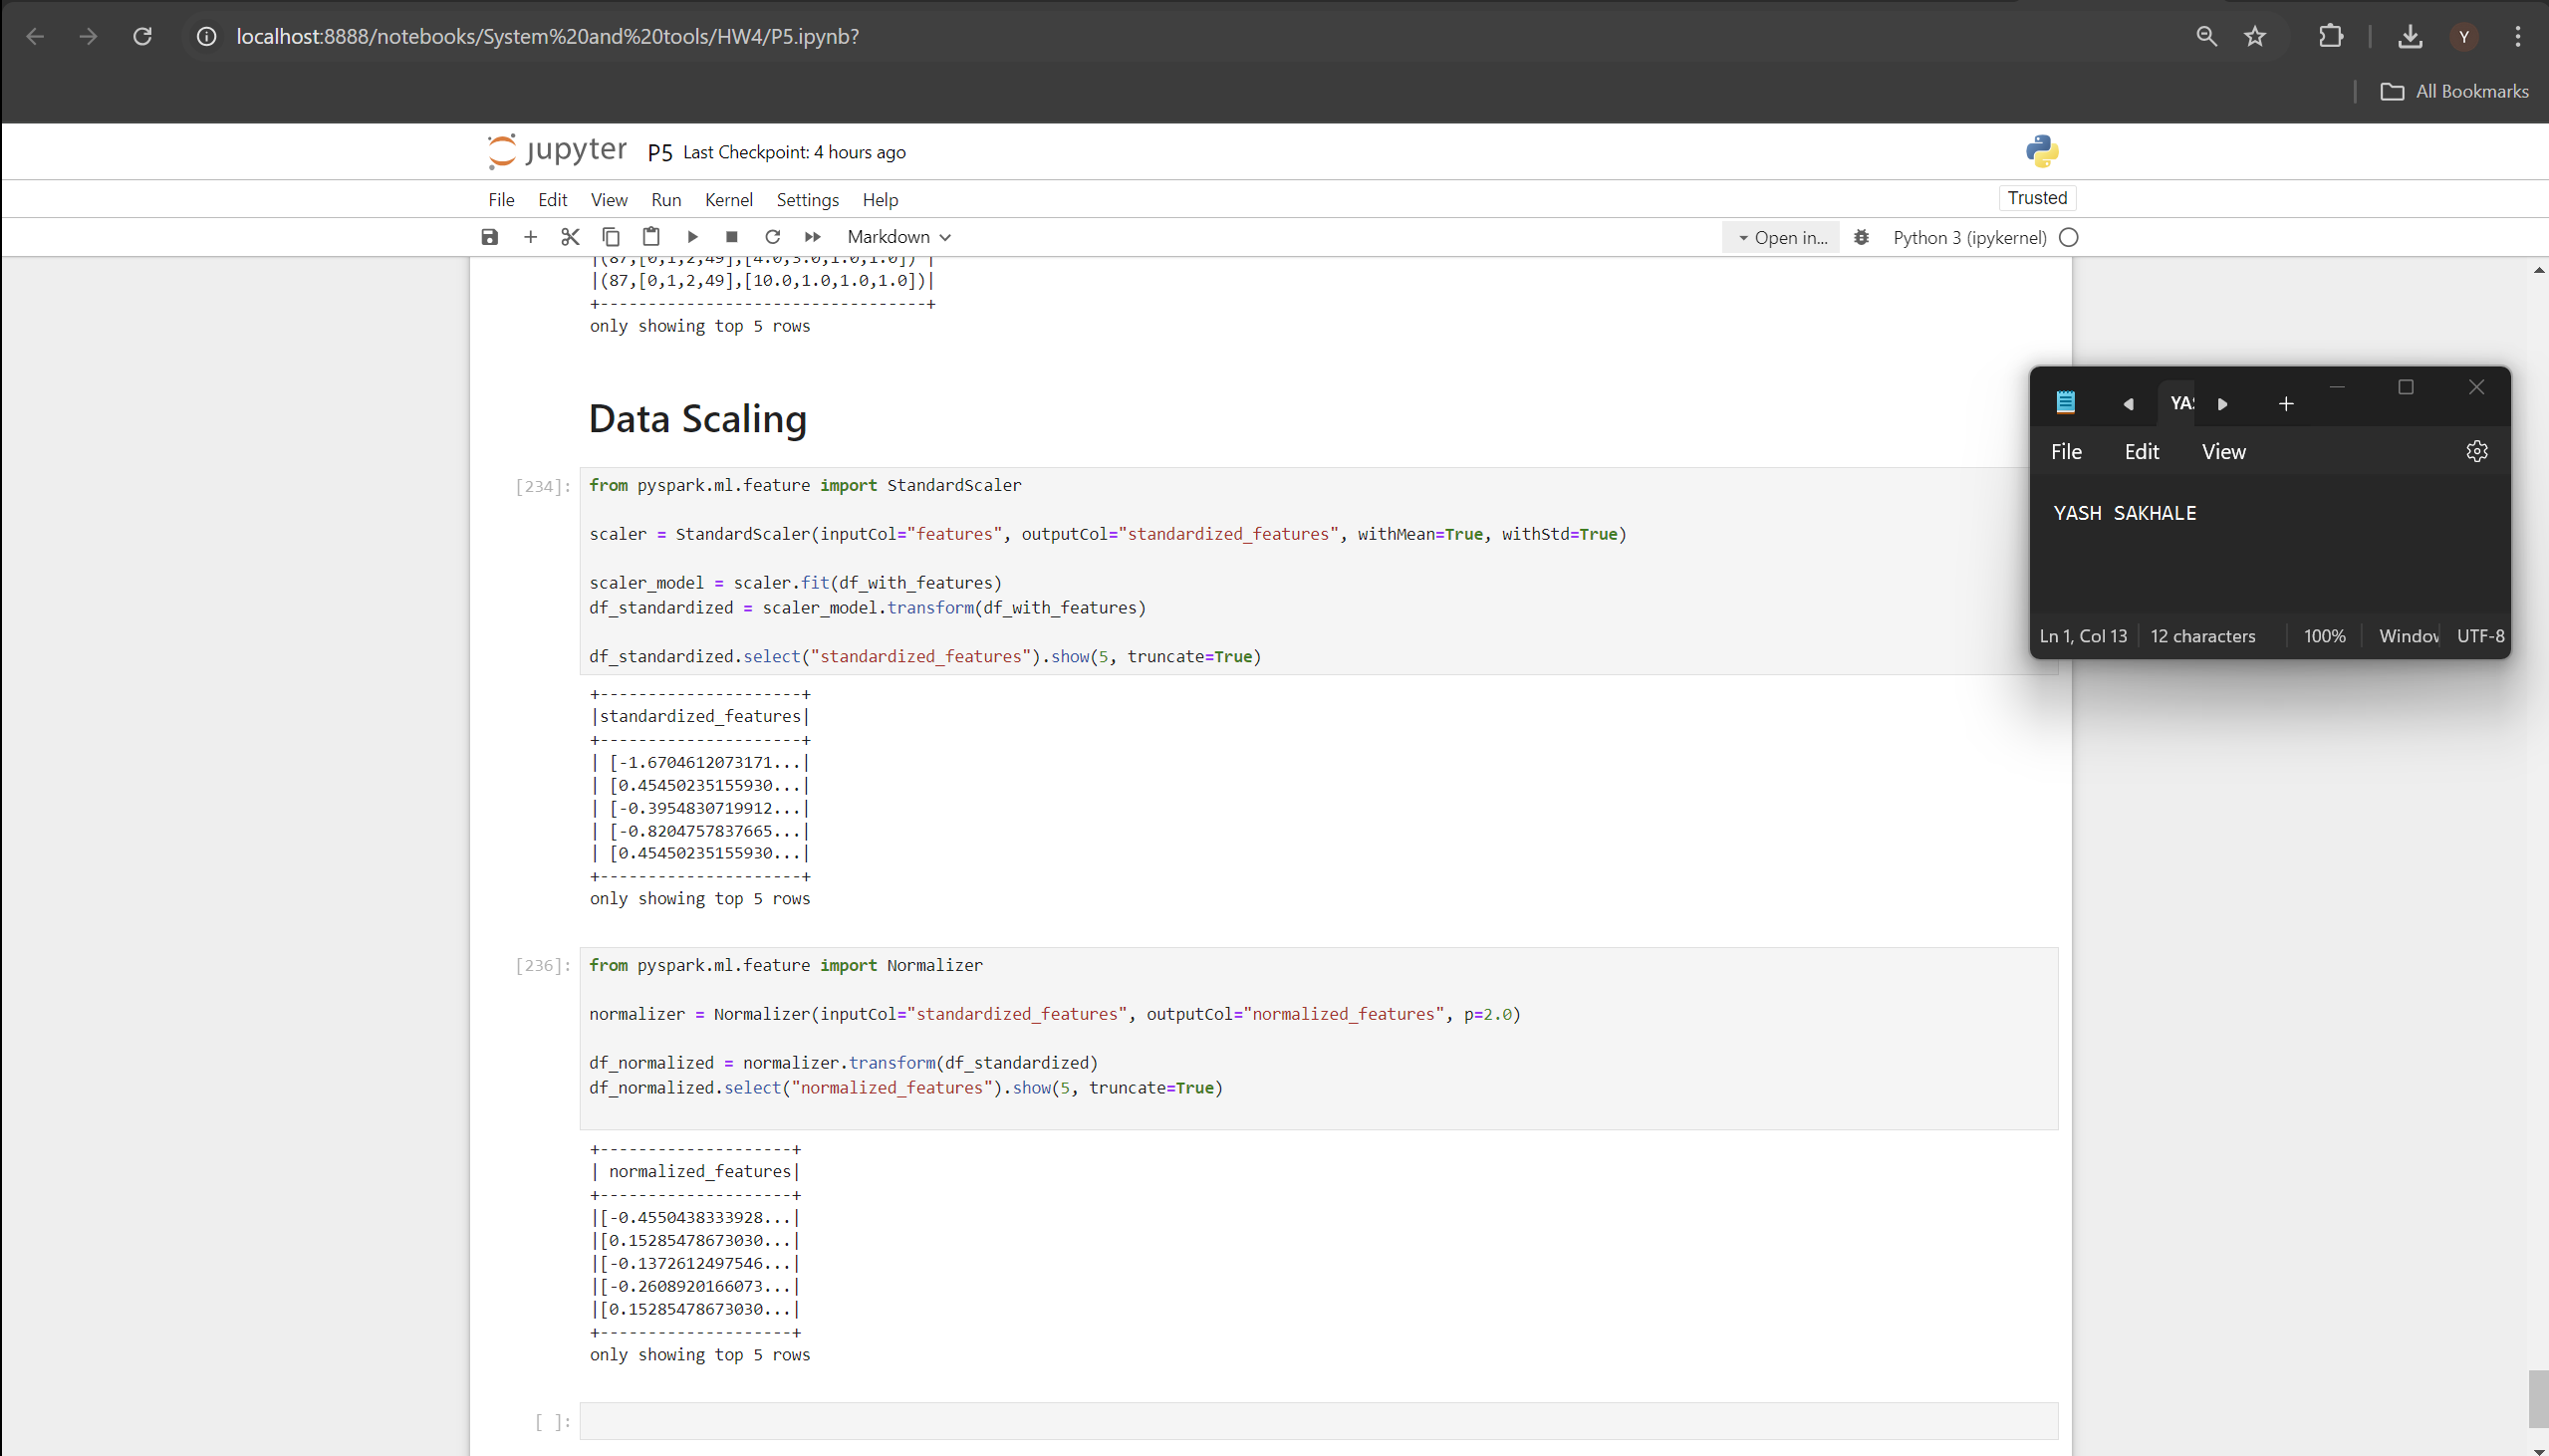 localhost:8888/notebooks/System%20and%20tools/HW4/P5.ipynb?
Y
All Bookmarks
jupyter P5 Last Checkpoint: 4 hours ago
File Edit View Run Kernel Settings Help
Trusted
Markdown
Open in...
Python 3 (ipykernel)
|(87,[0,1,2,49],[4.0,3.0,1.0,1.0]) |
|(87,[0,1,2,49],[10.0,1.0,1.0,1.0])|
+----------------------------------+
only showing top 5 rows
Data Scaling
[234]:
from pyspark.ml.feature import StandardScaler
scaler = StandardScaler(inputCol="features", outputCol="standardized_features", withMean=True, withStd=True)
scaler_model = scaler.fit(df_with_features)
df_standardized = scaler_model.transform(df_with_features)
df_standardized.select("standardized_features").show(5, truncate=True)
+---------------------+
|standardized_features|
+---------------------+
| [-1.6704612073171...|
| [0.45450235155930...|
| [-0.3954830719912...|
| [-0.8204757837665...|
| [0.45450235155930...|
+---------------------+
only showing top 5 rows
[236]:
from pyspark.ml.feature import Normalizer
normalizer = Normalizer(inputCol="standardized_features", outputCol="normalized_features", p=2.0)
df_normalized = normalizer.transform(df_standardized)
df_normalized.select("normalized_features").show(5, truncate=True)
+--------------------+
| normalized_features|
+--------------------+
|[-0.4550438333928...|
|[0.15285478673030...|
|[-0.1372612497546...|
|[-0.2608920166073...|
|[0.15285478673030...|
+--------------------+
only showing top 5 rows
[ ]:
YAS
File Edit View
YASH SAKHALE
Ln 1, Col 13 12 characters 100% Window UTF-8